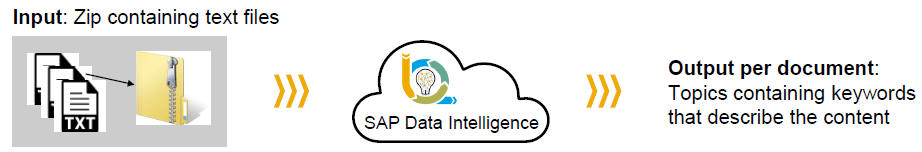 Input: Zip containing text files
TXT
SAP Data Intelligence
Output per document:
Topics containing keywords
that describe the content